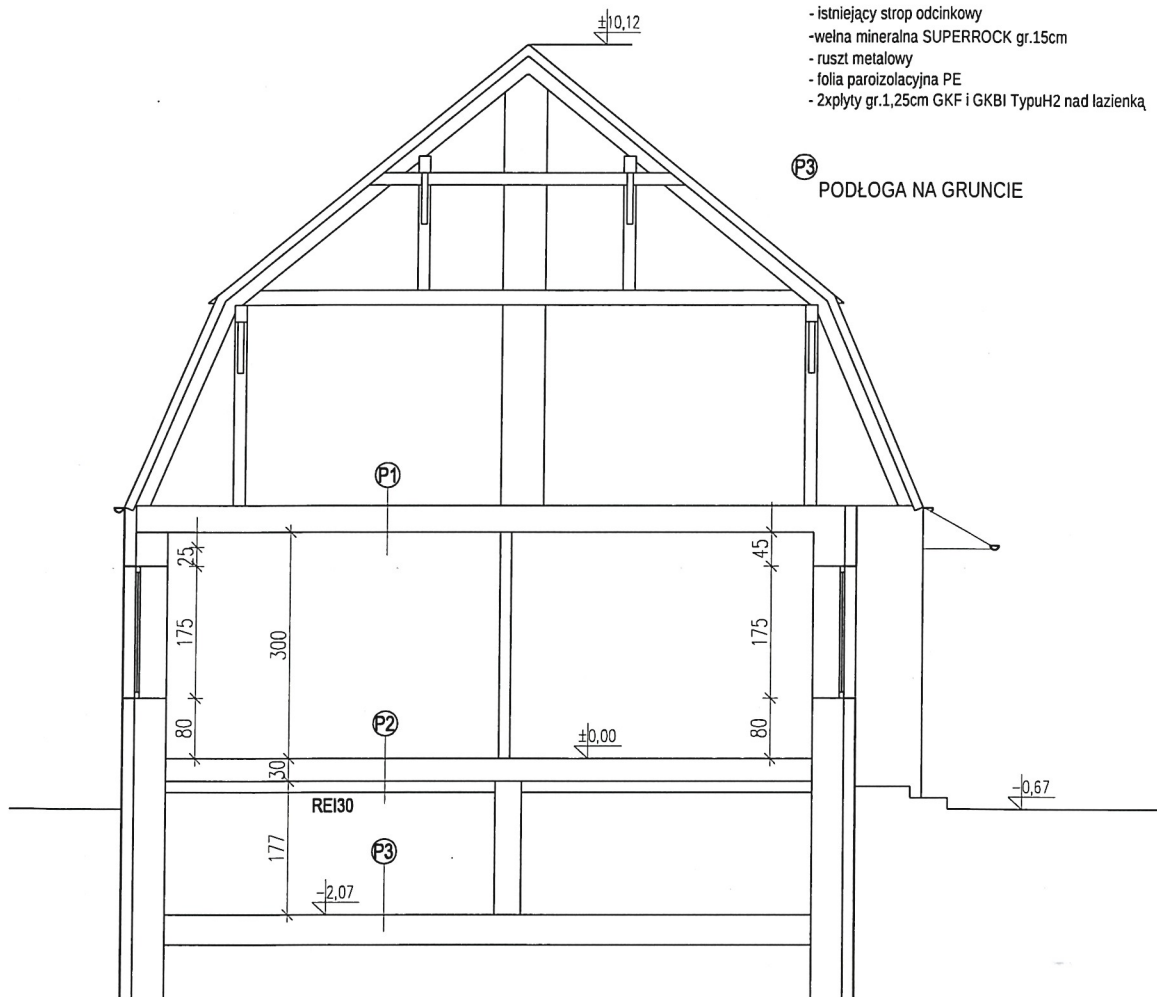 ±10,12
- istniejący strop odcinkowy
-wełna mineralna SUPERROCK gr.15cm
- ruszt metalowy
- folia paroizolacyjna PE
- 2xpłyty gr.1,25cm GKF i GKBI TypuH2 nad łazienką
P3
PODŁOGA NA GRUNCIE
P1
25
45
175
300
175
80
P2
±0,00
80
30
REI30
-0,67
177
P3
-2,07